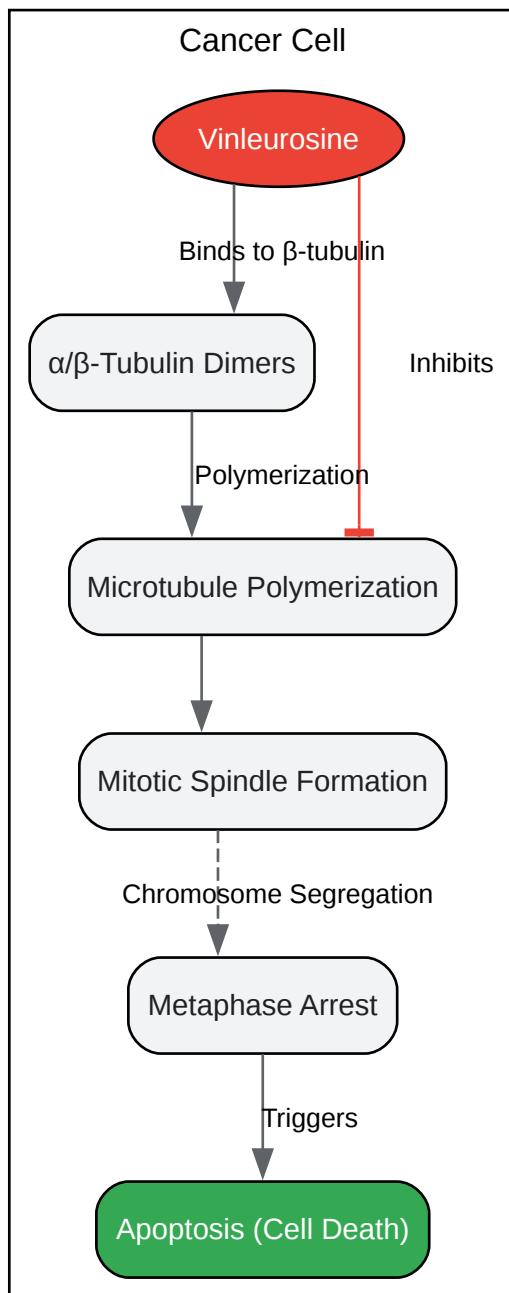 Cancer Cell
Vinleurosine
Binds to β-tubulin
α/β-Tubulin Dimers
Inhibits
Polymerization
Microtubule Polymerization
Mitotic Spindle Formation
Chromosome Segregation
Metaphase Arrest
Triggers
Apoptosis (Cell Death)